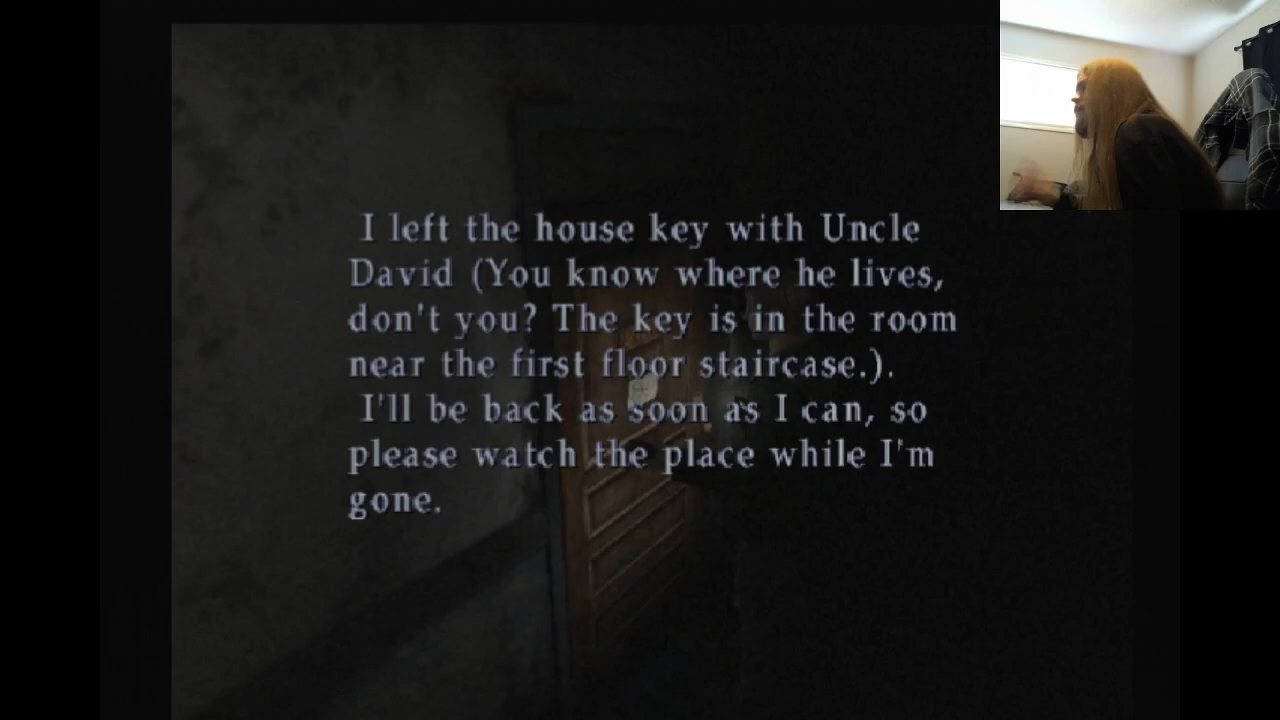 I left the house key with Uncle
David (You know where he lives,
don't you? The key is in the room
near the first floor staircase.).
I'll be back as soon as I can, so
please watch the place while I'm
gone.